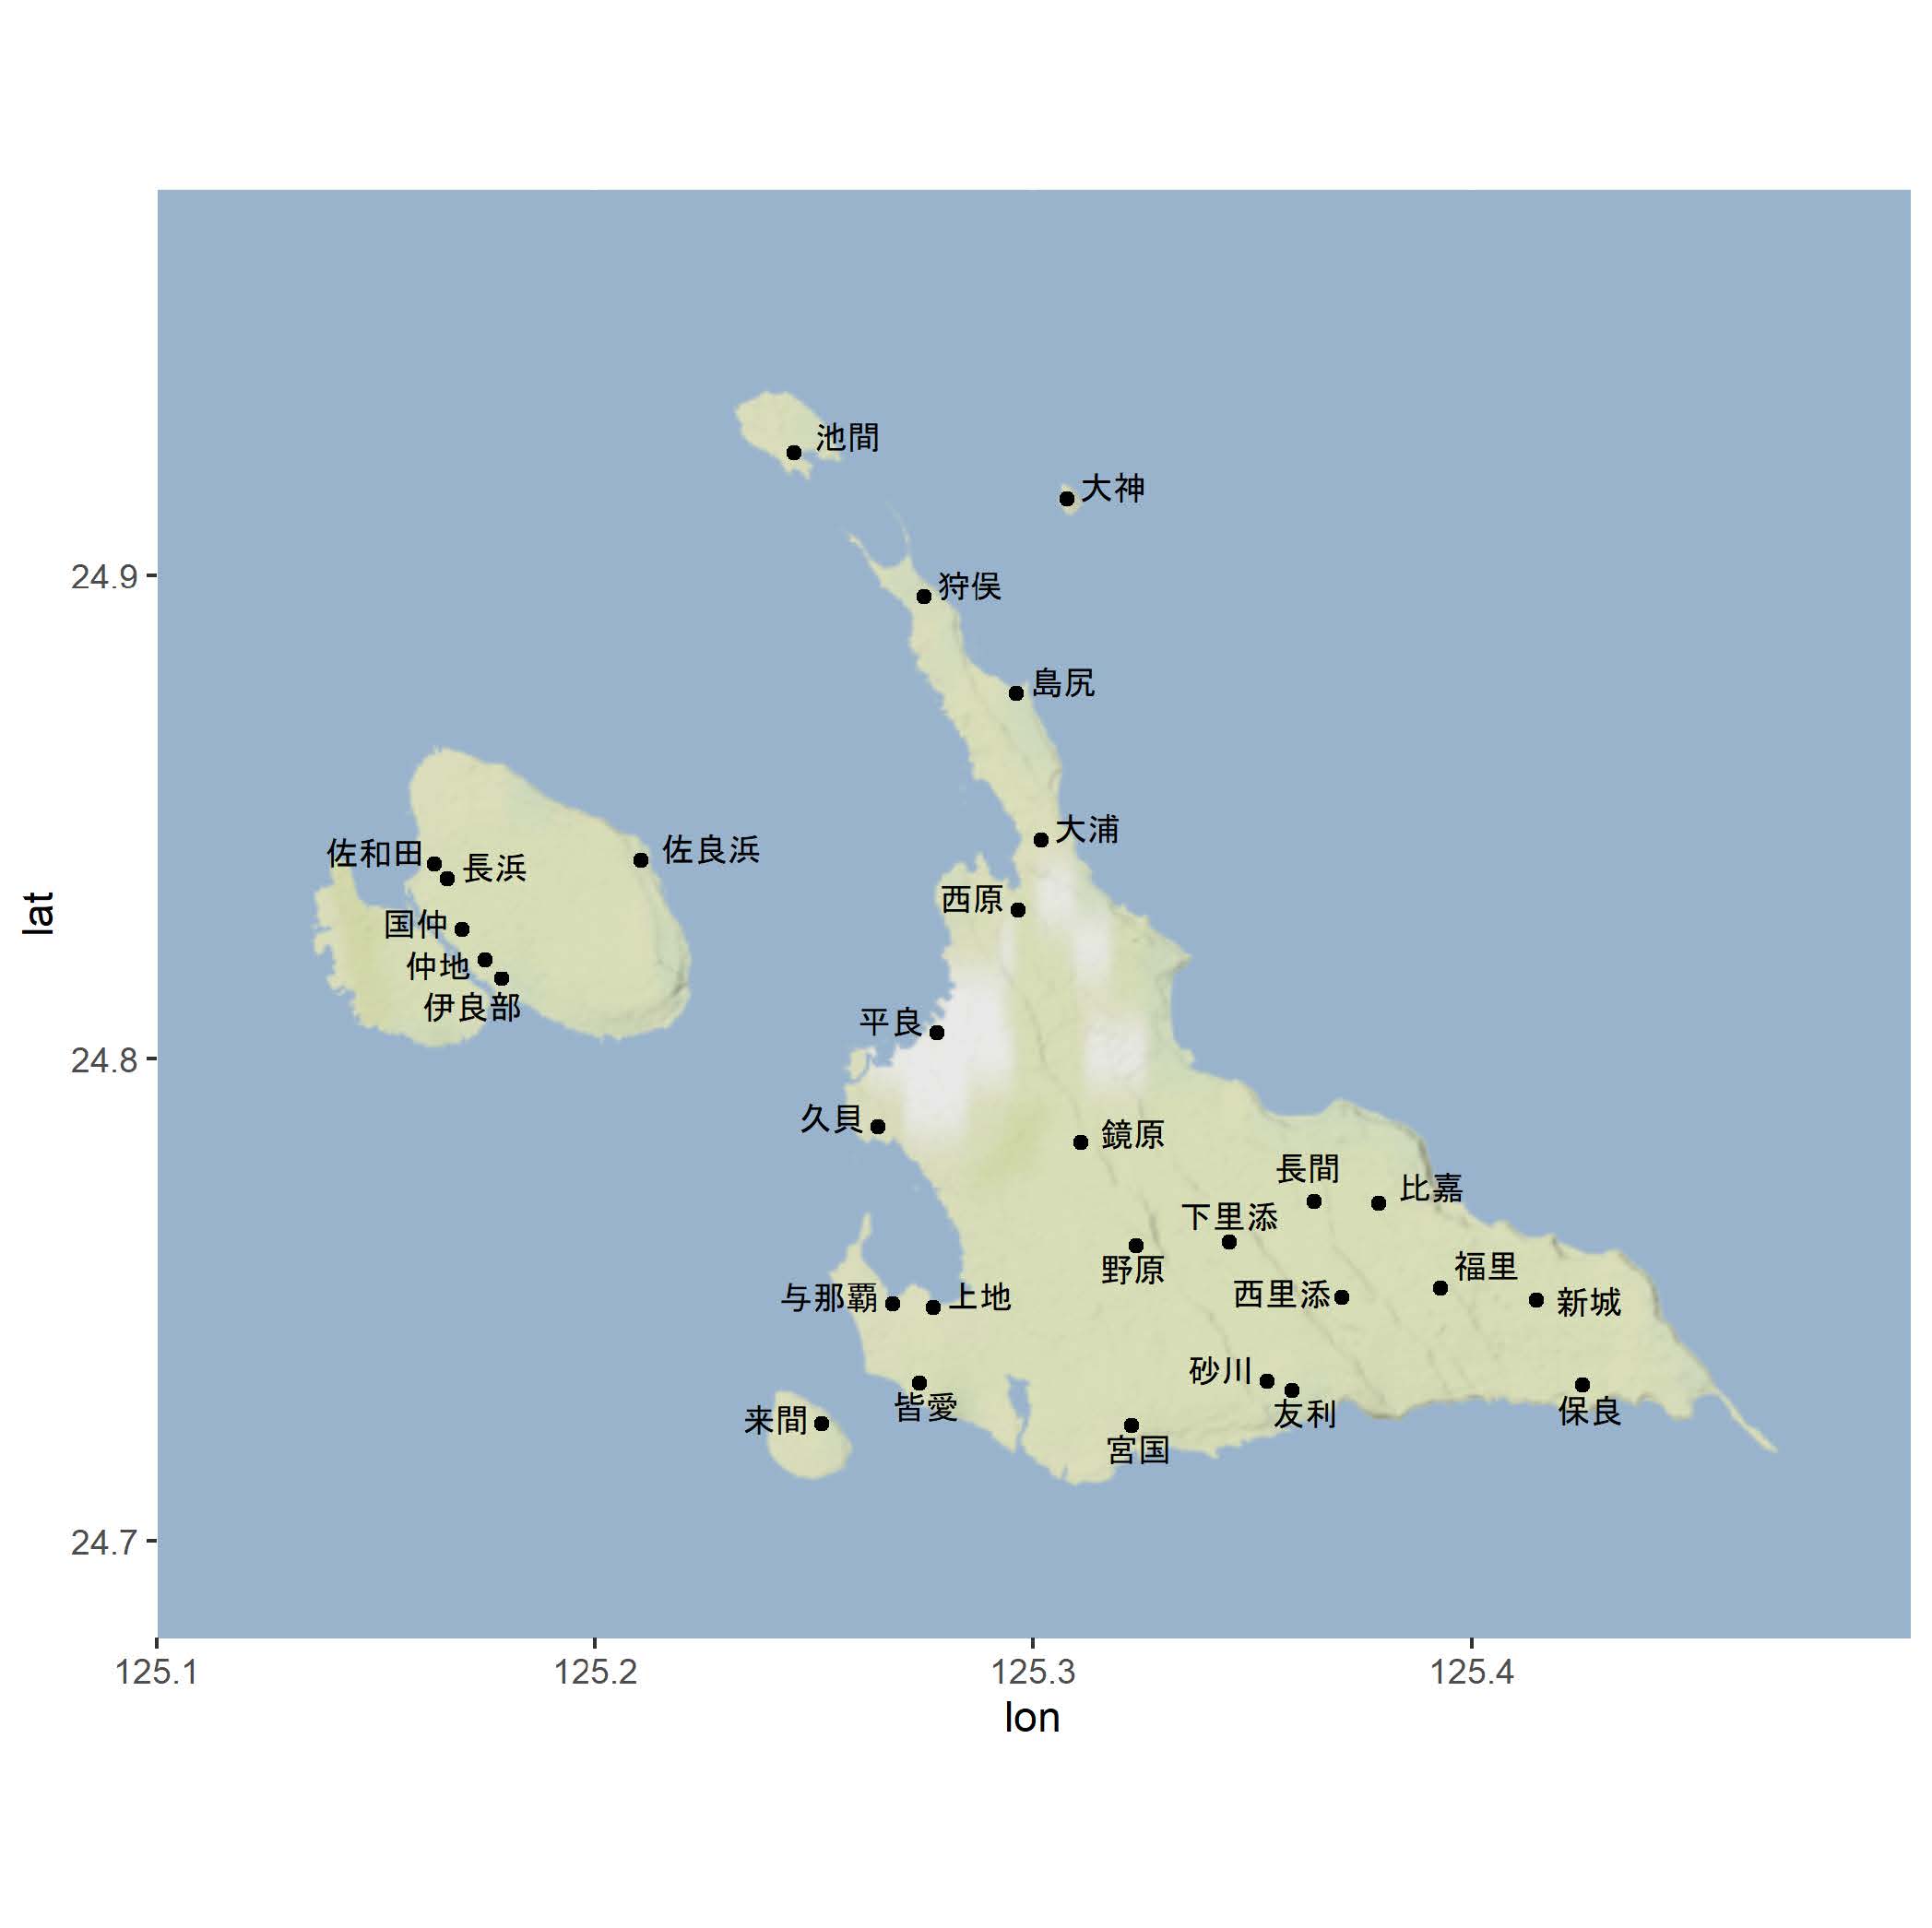 池間
大神
24.9
狩俣
島尻
大浦
佐和田
長浜
佐良浜
西原
lat
国仲
仲地
伊良部
平良
24.8
久貝
鏡原
長間
比嘉
下里添
野原
福里
与那覇
上地
西里添
新城
砂川
友利
皆愛
保良
来間
宮国
24.7
125.1
125.2
125.3
125.4
lon